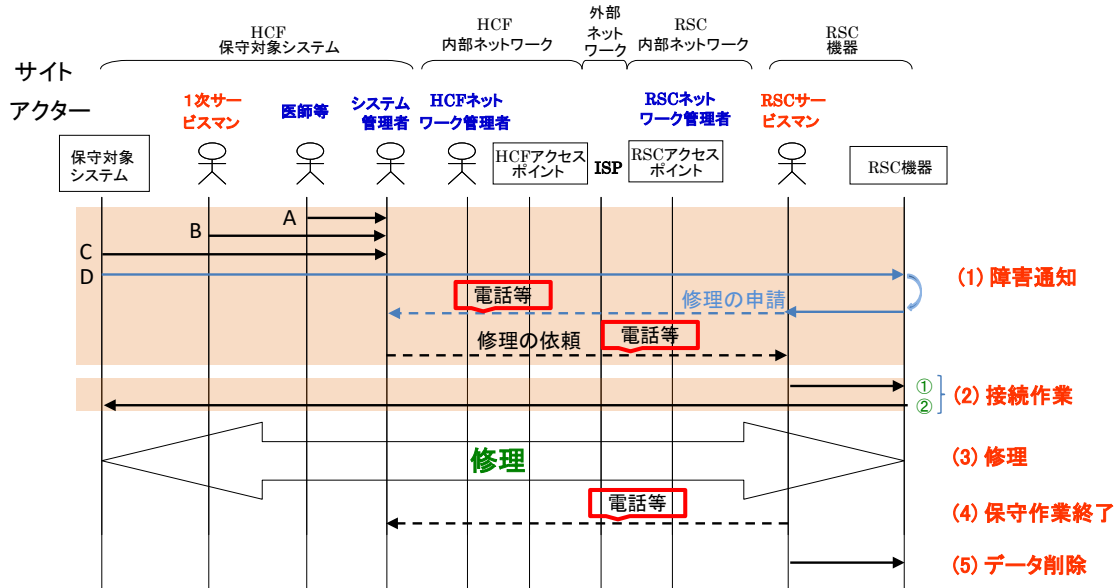 HCF
保守対象システム
HCF
内部ネットワーク
外部
ネット
ワーク
RSC
内部ネットワーク
RSC
機器
サイト
アクター
1次サー
ビスマン
医師等
システム
管理者
HCFネット
ワーク管理者
RSCネット
ワーク管理者
RSCサー
ビスマン
保守対象
システム
HCFアクセス
ポイント
ISP
RSCアクセス
ポイント
RSC機器
A
B
C
D
(1) 障害通知
電話等
修理の申請
修理の依頼
電話等
①
②
(2) 接続作業
修理
(3) 修理
電話等
(4) 保守作業終了
(5) データ削除